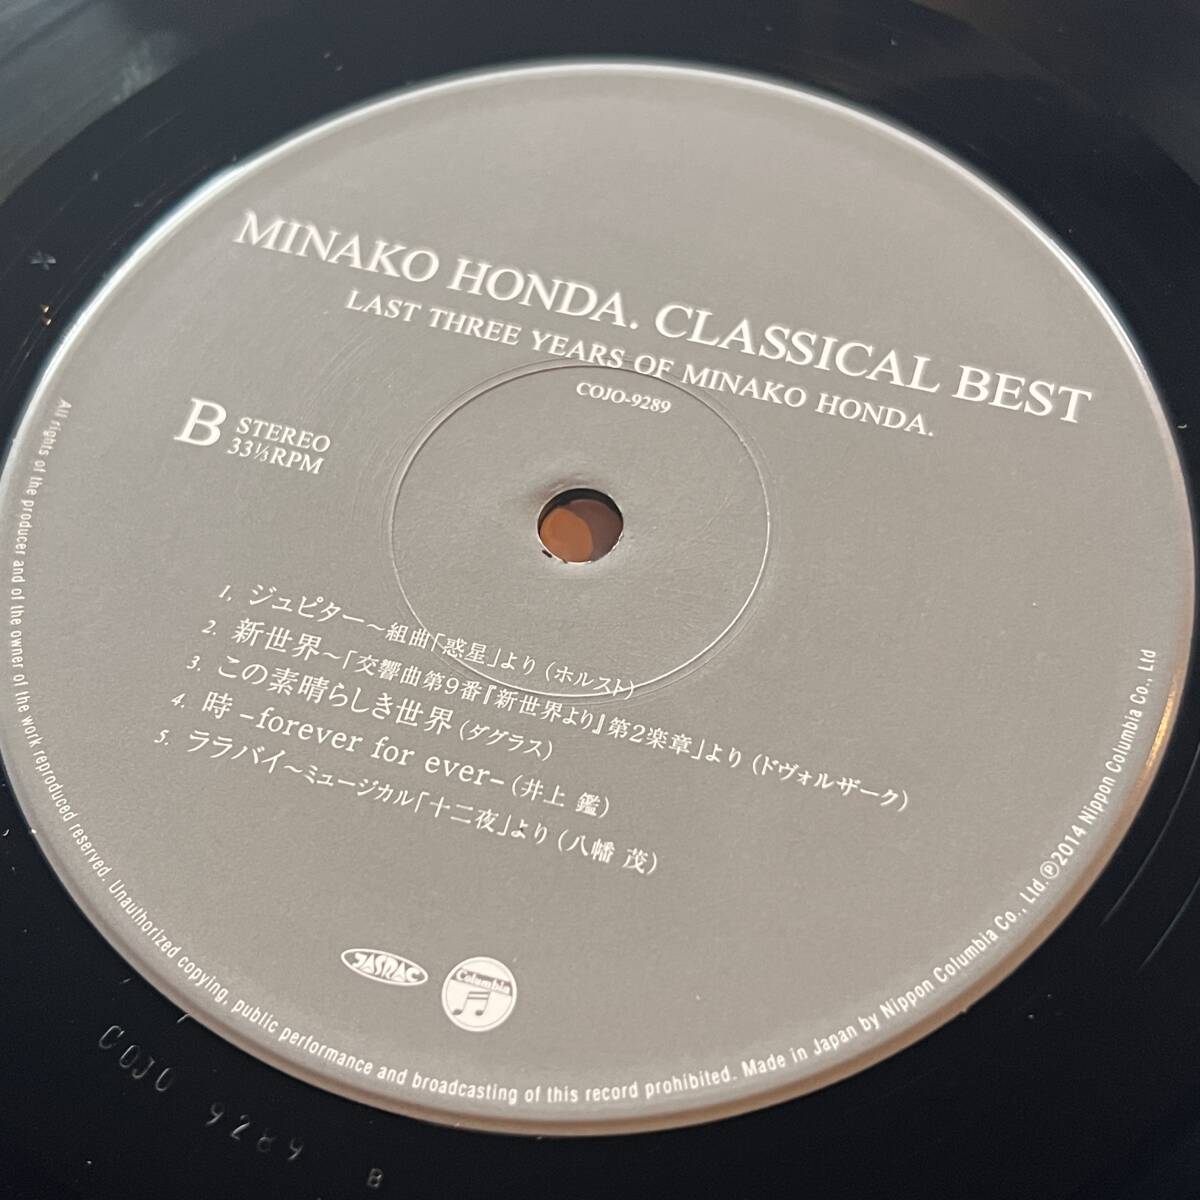 MINAKO HONDA. CLASSICAL BEST
LAST THREE YEARS OF MINAKO HONDA.
COJO-9289
B STEREO
33⅓RPM
1. ジュピター～組曲「惑星」より (ホルスト)
2. 新世界～「交響曲第9番『新世界より』第2楽章」より (ドヴォルザーク)
3. この素晴らしき世界 (ダグラス)
4. 時 –forever for ever– (井上 鑑)
5. ララバイ～ミュージカル「十二夜」より (八幡 茂)
JASRAC
Columbia
All rights of the producer and of the owner of the work reproduced reserved. Unauthorized copying, public performance and broadcasting of this record prohibited. Made in Japan by Nippon Columbia Co., Ltd. ℗2014 Nippon Columbia Co., Ltd
COJO 9289 B